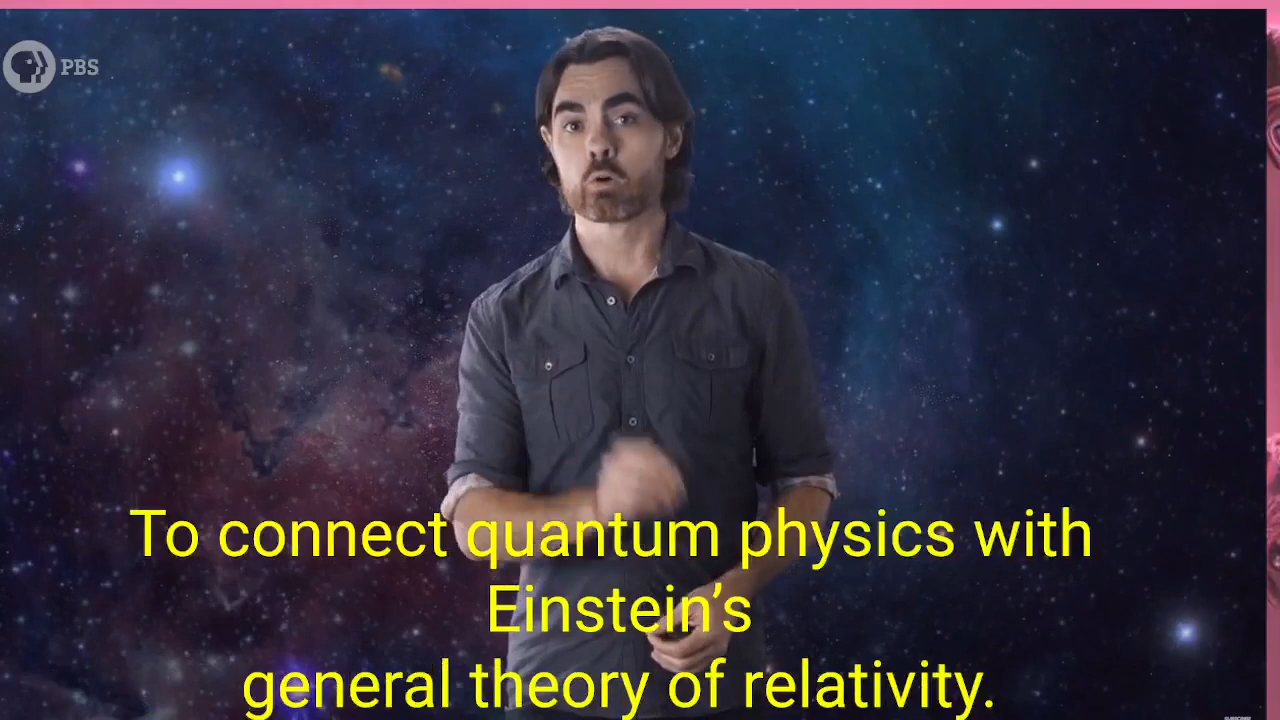 PBS
To connect quantum physics with
Einstein’s
general theory of relativity.